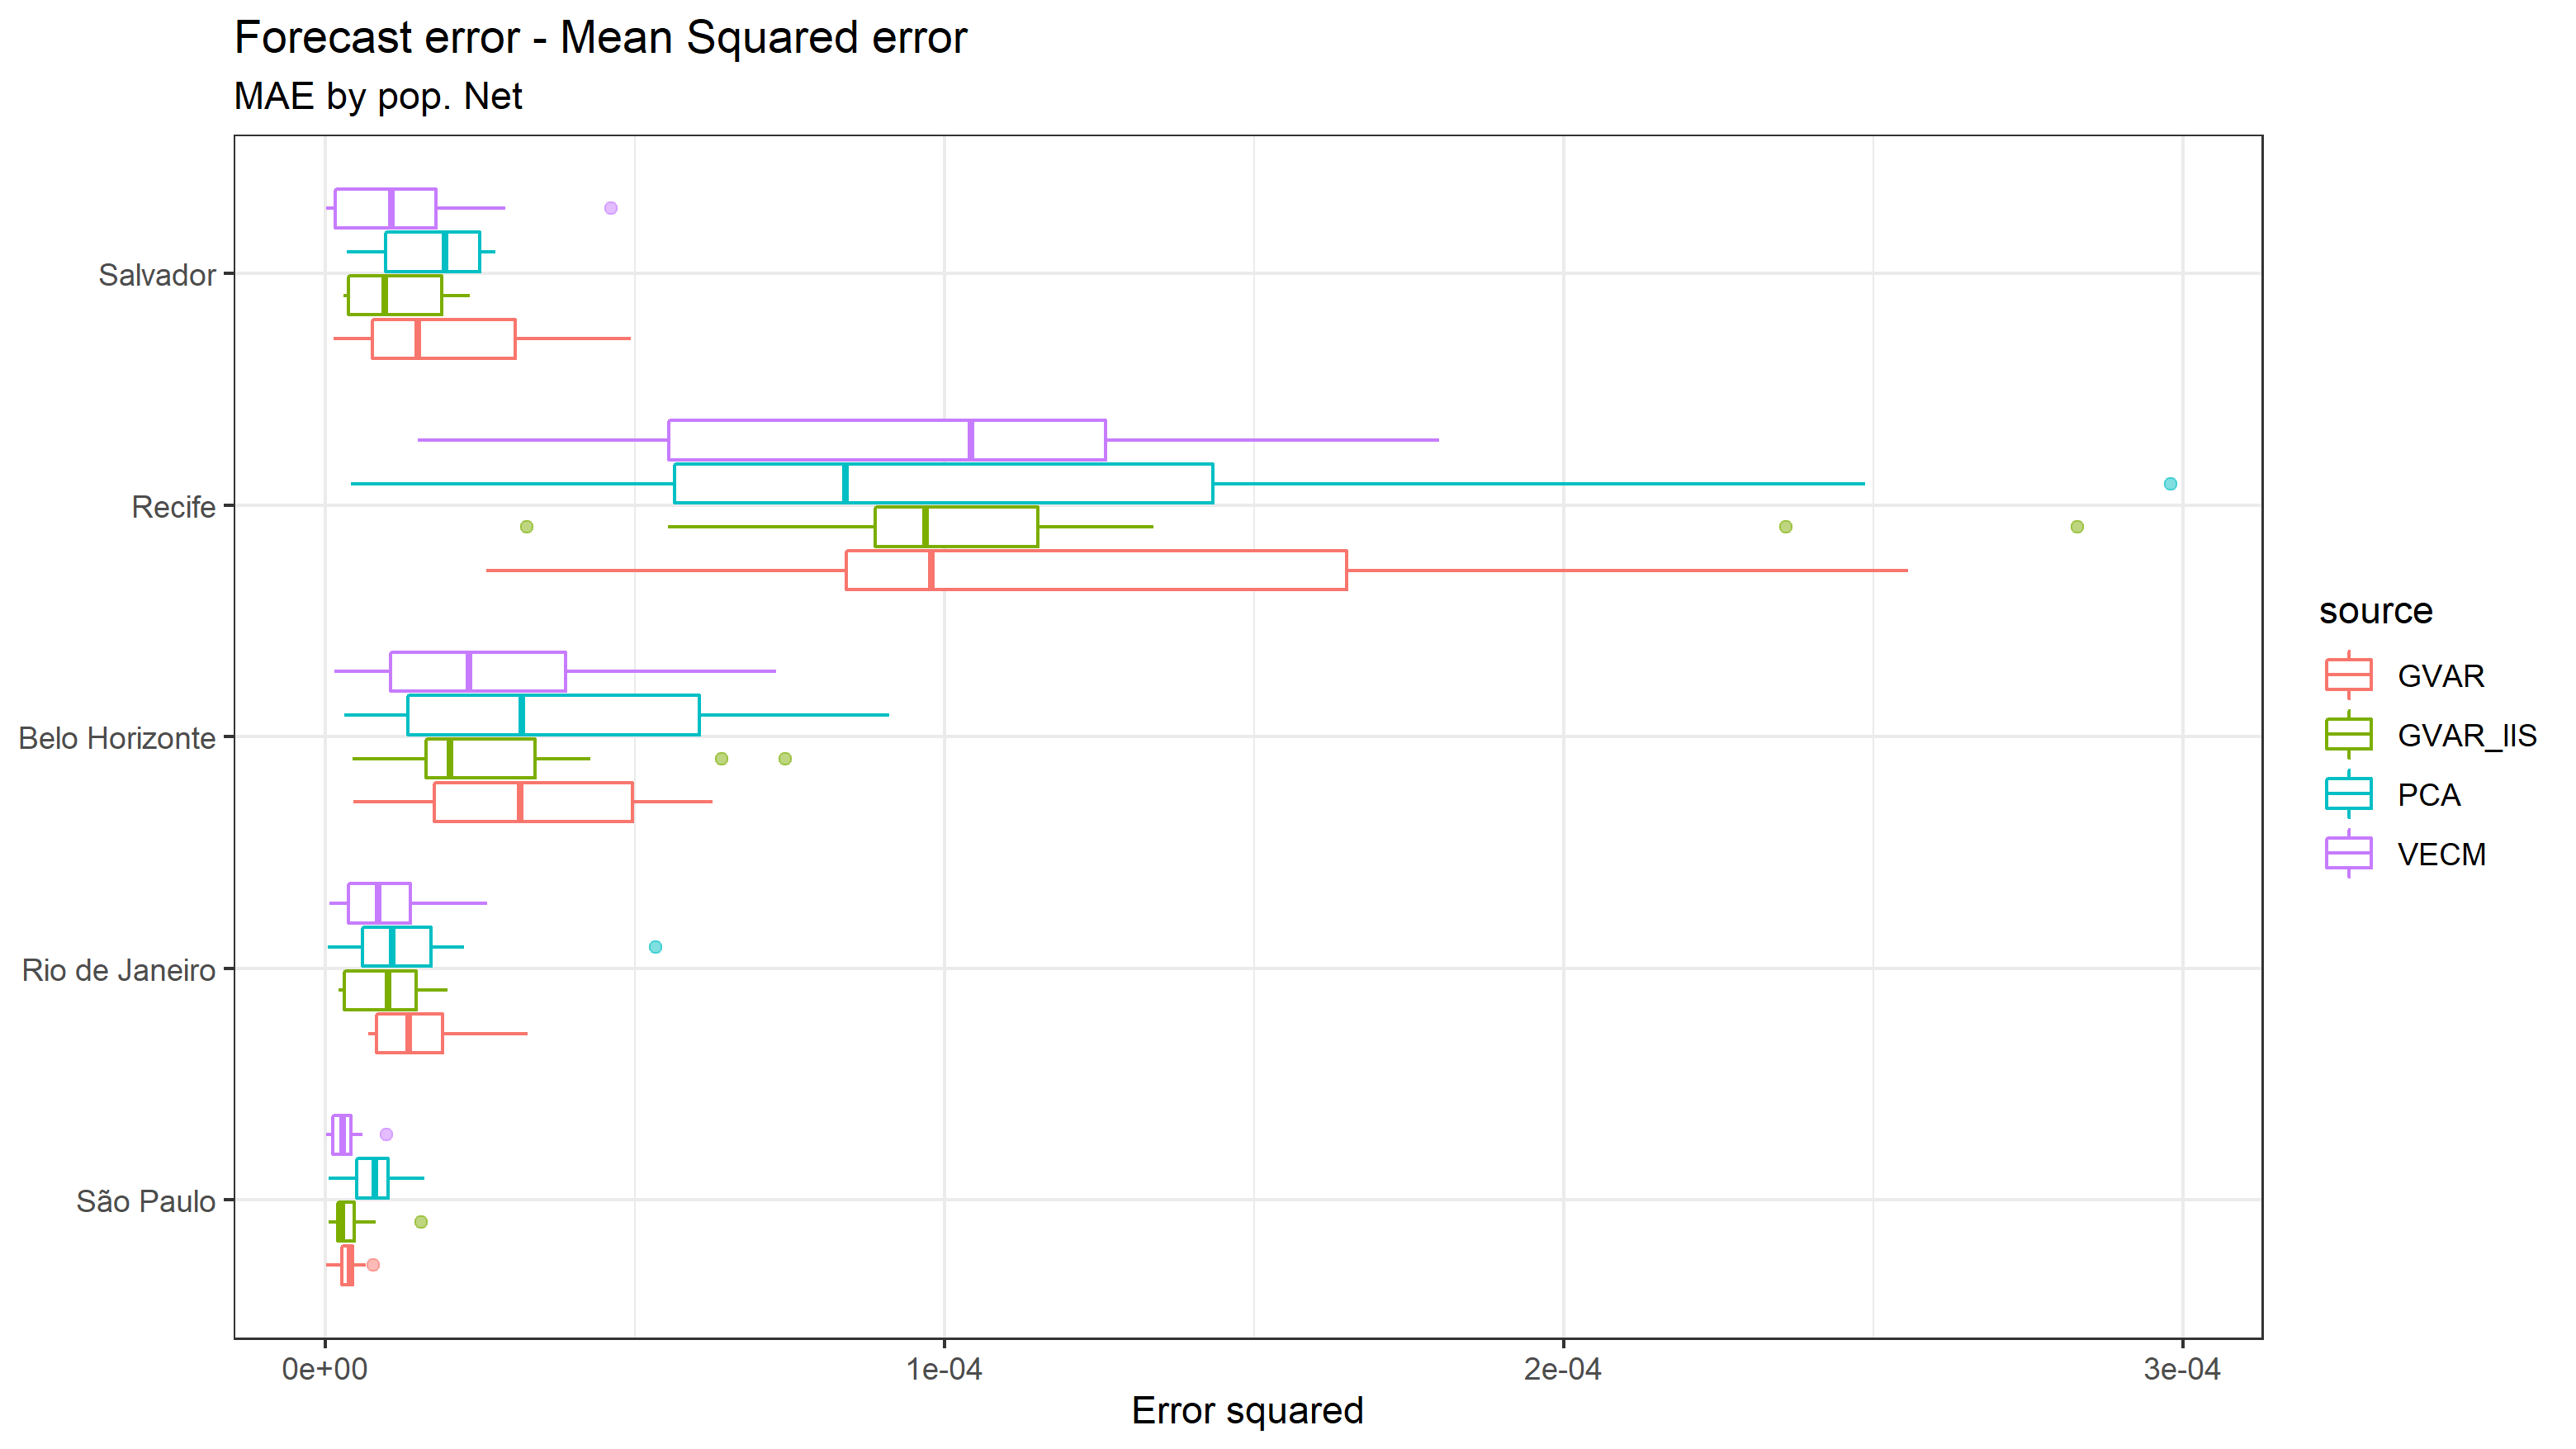 Forecast error - Mean Squared error
MAE by pop. Net
Salvador
Recife
Belo Horizonte
Rio de Janeiro
São Paulo
0e+00
1e-04
2e-04
3e-04
Error squared
source
GVAR
GVAR_IIS
PCA
VECM